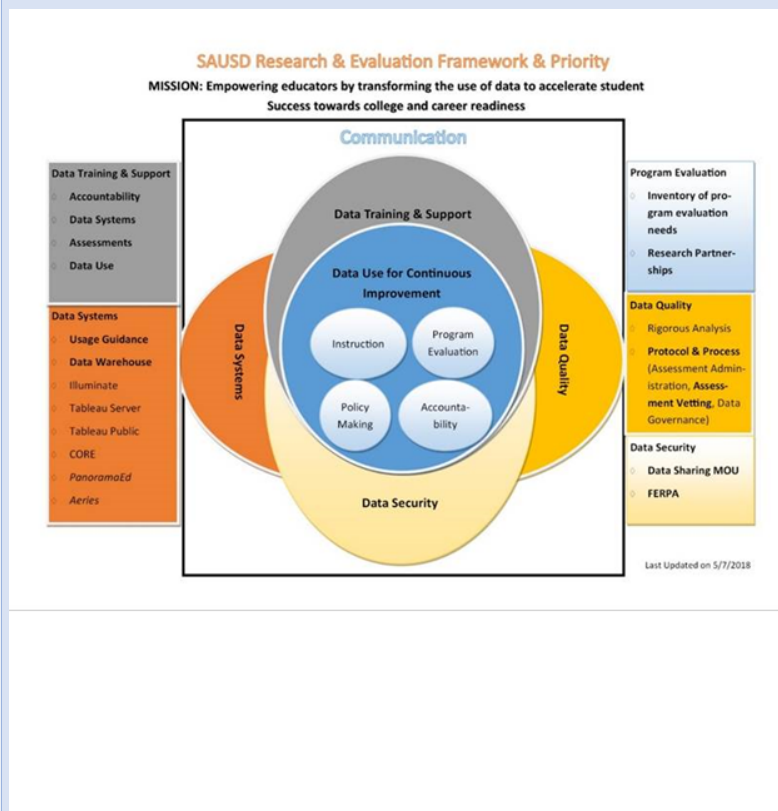 SAUSD Research & Evaluation Framework & Priority
MISSION: Empowering educators by transforming the use of data to accelerate student
Success towards college and career readiness
Communication
Data Training & Support
◊ Accountability
◊ Data Systems
◊ Assessments
◊ Data Use
Data Systems
◊ Usage Guidance
◊ Data Warehouse
◊ Illuminate
◊ Tableau Server
◊ Tableau Public
◊ CORE
◊ PanoramaEd
◊ Aeries
Data Training & Support
Data Use for Continuous
Improvement
Instruction
Program
Evaluation
Policy
Making
Accounta-
bility
Data Systems
Data Quality
Data Security
Program Evaluation
◊ Inventory of pro-
gram evaluation
needs
◊ Research Partner-
ships
Data Quality
◊ Rigorous Analysis
◊ Protocol & Process
(Assessment Admin-
istration, Assess-
ment Vetting, Data
Governance)
Data Security
◊ Data Sharing MOU
◊ FERPA
Last Updated on 5/7/2018